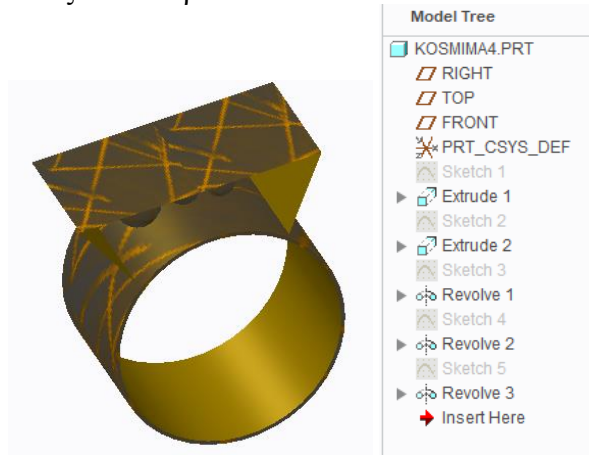 Model Tree
KOSMIMA4.PRT
RIGHT
TOP
FRONT
PRT_CSYS_DEF
Sketch 1
Extrude 1
Sketch 2
Extrude 2
Sketch 3
Revolve 1
Sketch 4
Revolve 2
Sketch 5
Revolve 3
Insert Here